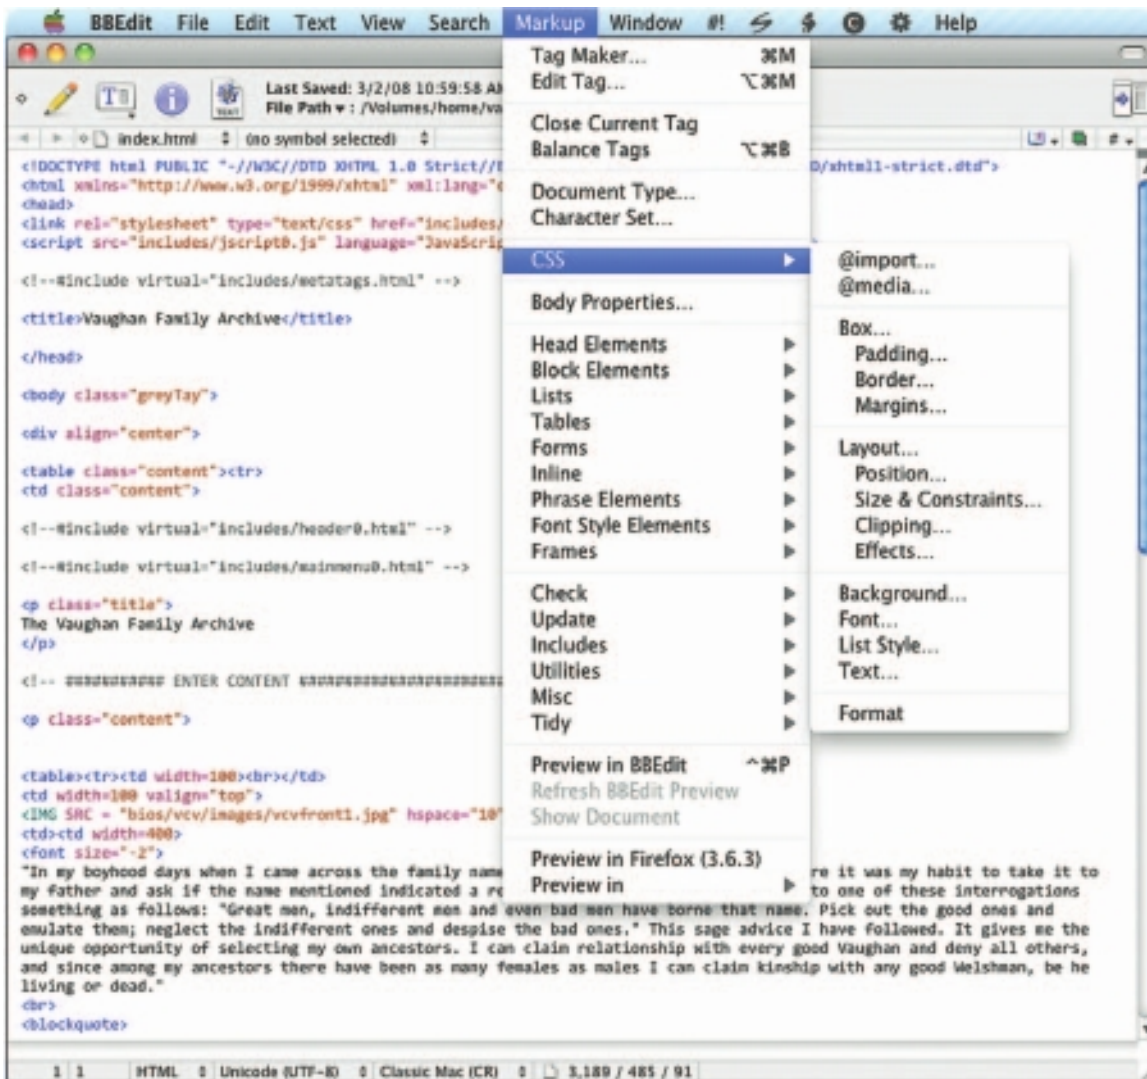 BBEdit File Edit Text View Search Markup Window #! Help
Last Saved: 3/2/08 10:59:58 AM
File Path ▾ : /Volumes/home/va
index.html (no symbol selected)
<!DOCTYPE html PUBLIC "-//W3C//DTD XHTML 1.0 Strict//E D/xhtml1-strict.dtd">
<html xmlns="http://www.w3.org/1999/xhtml" xml:lang="e
<head>
<link rel="stylesheet" type="text/css" href="includes/
<script src="includes/jscript0.js" language="JavaScrip
<!--#include virtual="includes/metatags.html" -->
<title>Vaughan Family Archive</title>
</head>
<body class="greyTay">
<div align="center">
<table class="content"><tr>
<td class="content">
<!--#include virtual="includes/header0.html" -->
<!--#include virtual="includes/mainmenu0.html" -->
<p class="title">
The Vaughan Family Archive
</p>
<!-- ########### ENTER CONTENT #######################
<p class="content">
<table><tr><td width=100><br></td>
<td width=100 valign="top">
<IMG SRC = "bios/vcv/images/vcvfront1.jpg" hspace="10"
<td><td width=400>
<font size="-2">
"In my boyhood days when I came across the family name re it was my habit to take it to
my father and ask if the name mentioned indicated a re to one of these interrogations
something as follows: "Great men, indifferent men and even bad men have borne that name. Pick out the good ones and
emulate them; neglect the indifferent ones and despise the bad ones." This sage advice I have followed. It gives me the
unique opportunity of selecting my own ancestors. I can claim relationship with every good Vaughan and deny all others,
and since among my ancestors there have been as many females as males I can claim kinship with any good Welshman, be he
living or dead."
<br>
<blockquote>
Tag Maker... ⌘M
Edit Tag... ⌥⌘M
Close Current Tag
Balance Tags ⌥⌘B
Document Type...
Character Set...
CSS
Body Properties...
Head Elements
Block Elements
Lists
Tables
Forms
Inline
Phrase Elements
Font Style Elements
Frames
Check
Update
Includes
Utilities
Misc
Tidy
Preview in BBEdit ^⌘P
Refresh BBEdit Preview
Show Document
Preview in Firefox (3.6.3)
Preview in
@import...
@media...
Box...
Padding...
Border...
Margins...
Layout...
Position...
Size & Constraints...
Clipping...
Effects...
Background...
Font...
List Style...
Text...
Format
1 1 HTML Unicode (UTF-8) Classic Mac (CR) 3,189 / 485 / 91